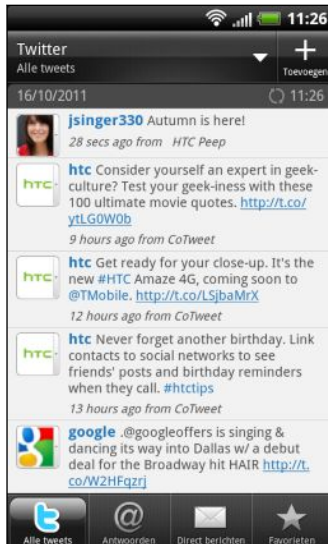 11:26
Twitter
Alle tweets
Toevoegen
16/10/2011
11:26
jsinger330 Autumn is here!
28 secs ago from HTC Peep
htc
htc Consider yourself an expert in geek-
culture? Test your geek-iness with these
100 ultimate movie quotes. http://t.co/
ytLG0W0b
9 hours ago from CoTweet
htc
htc Get ready for your close-up. It's the
new #HTC Amaze 4G, coming soon to
@TMobile. http://t.co/LSjbaMrX
12 hours ago from CoTweet
htc
htc Never forget another birthday. Link
contacts to social networks to see
friends' posts and birthday reminders
when they call. #htctips
13 hours ago from CoTweet
google .@googleoffers is singing &
dancing its way into Dallas w/ a debut
deal for the Broadway hit HAIR http://t.
co/W2HFqzrj
Alle tweets
Antwoorden
Direct berichten
Favorieten